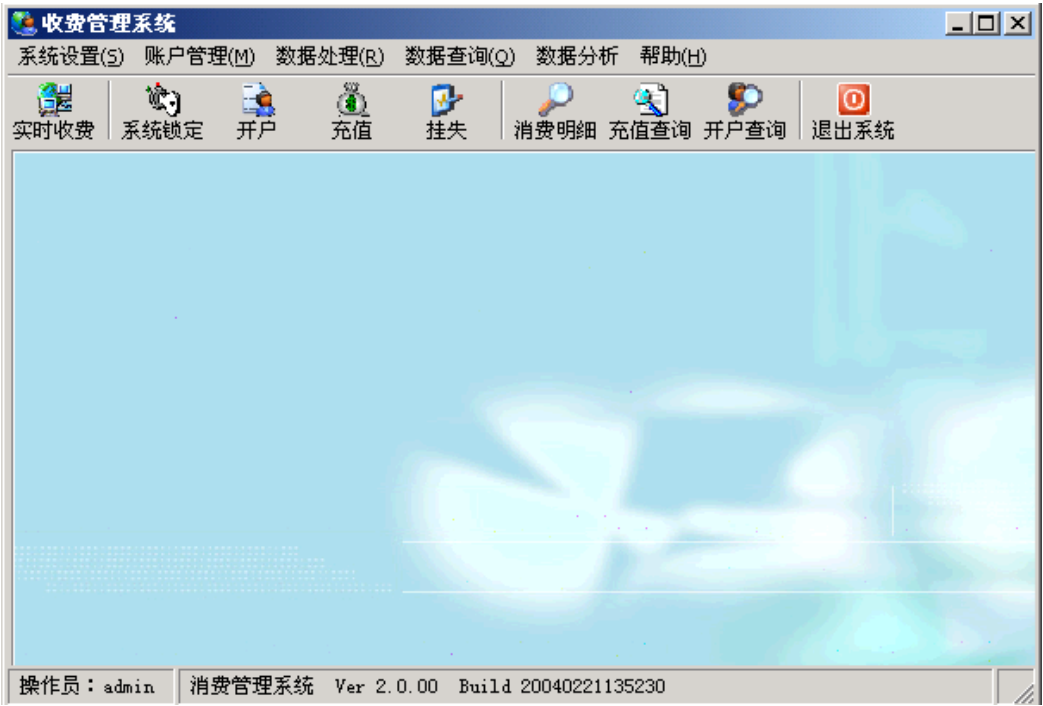 收费管理系统
系统设置(S) 账户管理(M) 数据处理(R) 数据查询(Q) 数据分析 帮助(H)
实时收费 系统锁定 开户 充值 挂失 消费明细 充值查询 开户查询 退出系统
操作员：admin 消费管理系统 Ver 2.0.00 Build 20040221135230